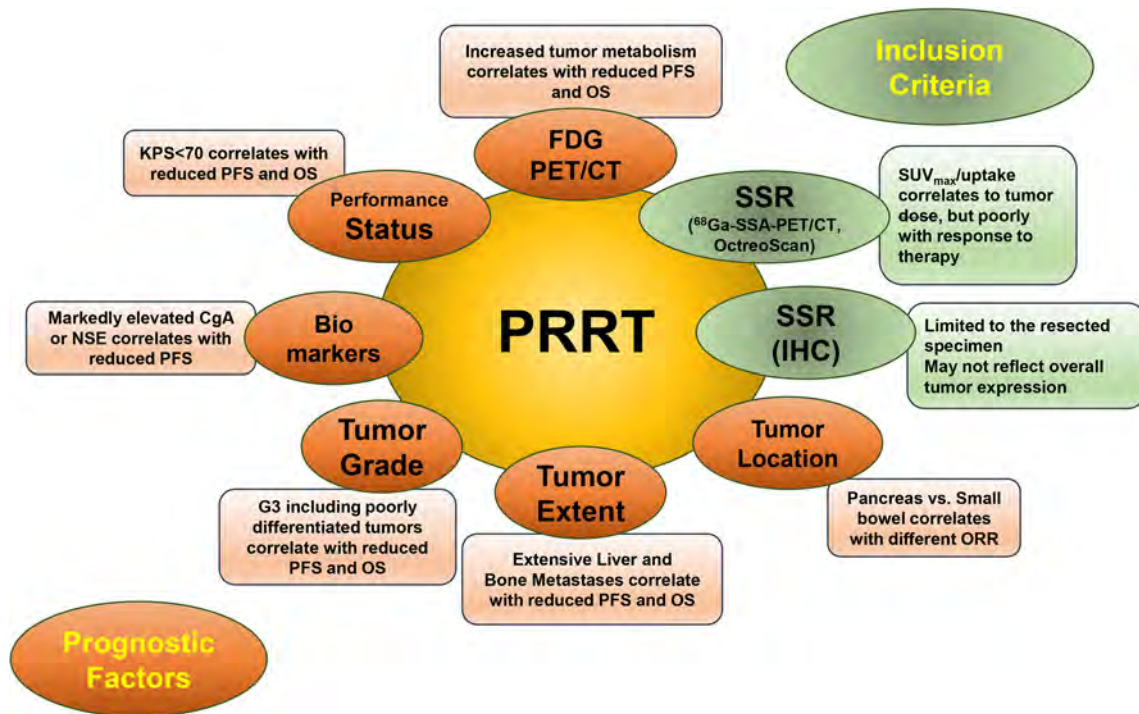 Increased tumor metabolism
correlates with reduced PFS
and OS
Inclusion
Criteria
FDG
PET/CT
KPS<70 correlates with
reduced PFS and OS
Performance
Status
SSR
(⁶⁸Ga-SSA-PET/CT,
OctreoScan)
SUVmax/uptake
correlates to tumor
dose, but poorly
with response to
therapy
PRRT
Markedly elevated CgA
or NSE correlates with
reduced PFS
Bio
markers
SSR
(IHC)
Limited to the resected
specimen
May not reflect overall
tumor expression
Tumor
Grade
Tumor
Extent
Tumor
Location
G3 including poorly
differentiated tumors
correlate with reduced
PFS and OS
Extensive Liver and
Bone Metastases correlate
with reduced PFS and OS
Pancreas vs. Small
bowel correlates
with different ORR
Prognostic
Factors